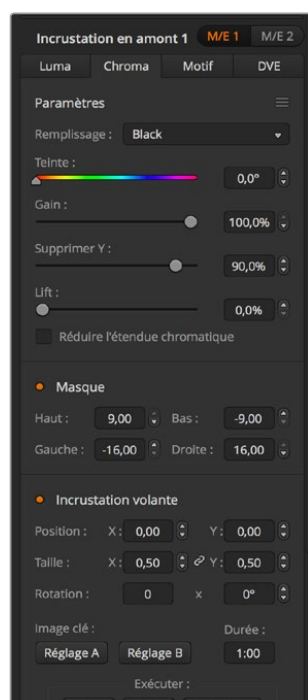 Incrustation en amont 1 M/E 1 M/E 2
Luma Chroma Motif DVE
Paramètres
Remplissage : Black
Teinte :
0,0°
Gain :
100,0%
Supprimer Y :
90,0%
Lift :
0,0%
Réduire l'étendue chromatique
Masque
Haut : 9,00 Bas : -9,00
Gauche : -16,00 Droite : 16,00
Incrustation volante
Position : X : 0,00 Y : 0,00
Taille : X : 0,50 Y : 0,50
Rotation : 0 x 0°
Image clé : Durée :
Réglage A Réglage B 1:00
Exécuter :